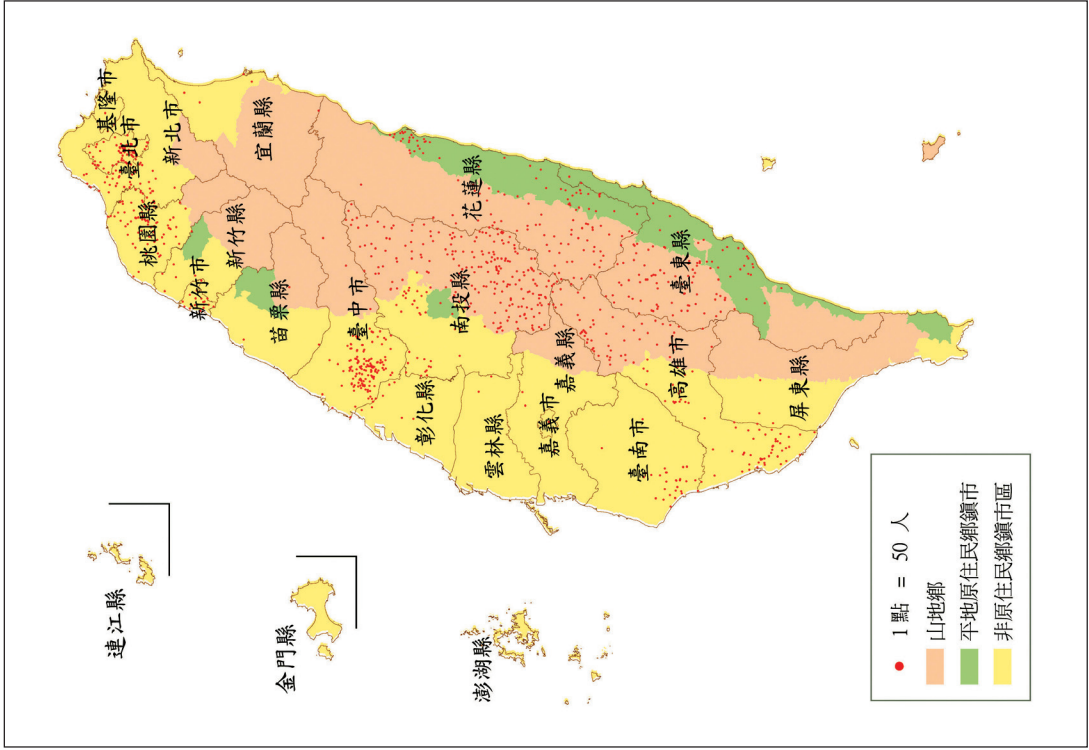 基隆市
臺北市
新北市
桃園縣
宜蘭縣
新竹縣
新竹市
苗栗縣
臺中市
花蓮縣
南投縣
彰化縣
雲林縣
嘉義縣
嘉義市
臺南市
高雄市
臺東縣
屏東縣
連江縣
金門縣
澎湖縣
1點 = 50 人
山地鄉
平地原住民鄉鎮市
非原住民鄉鎮市區